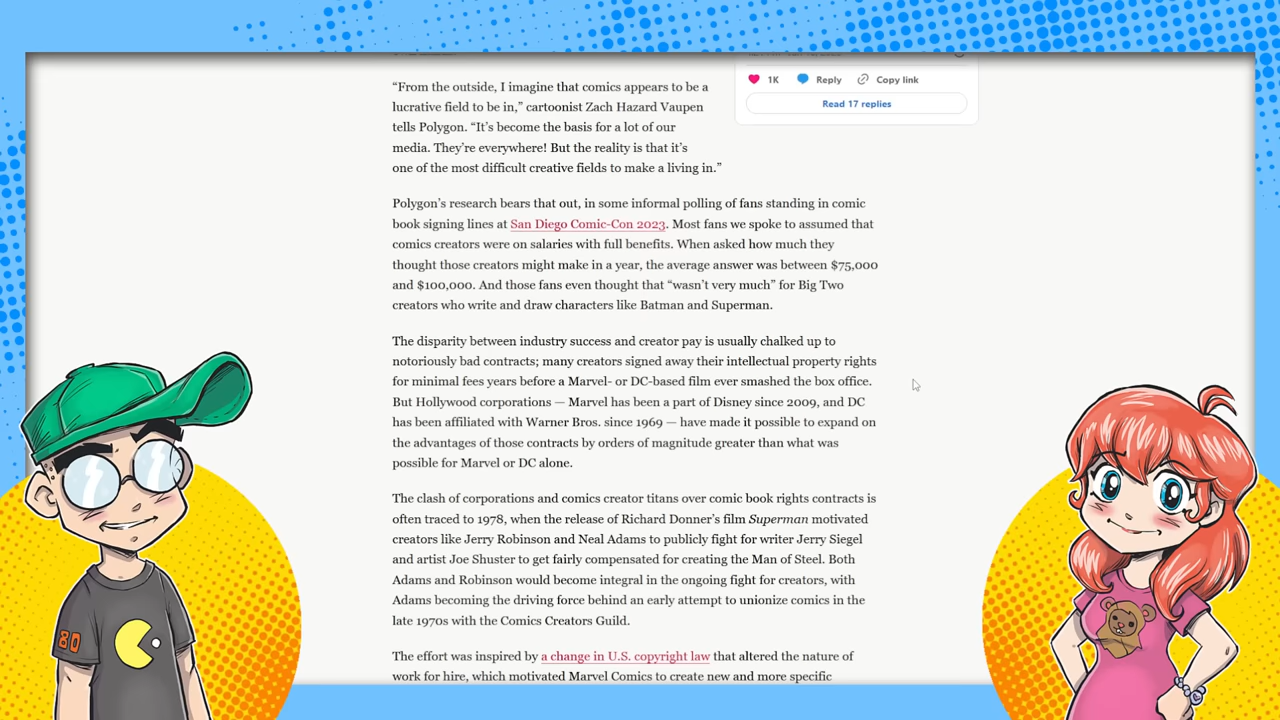 1K Reply Copy link
Read 17 replies
“From the outside, I imagine that comics appears to be a
lucrative field to be in,” cartoonist Zach Hazard Vaupen
tells Polygon. “It’s become the basis for a lot of our
media. They’re everywhere! But the reality is that it’s
one of the most difficult creative fields to make a living in.”
Polygon’s research bears that out, in some informal polling of fans standing in comic
book signing lines at San Diego Comic-Con 2023. Most fans we spoke to assumed that
comics creators were on salaries with full benefits. When asked how much they
thought those creators might make in a year, the average answer was between $75,000
and $100,000. And those fans even thought that “wasn’t very much” for Big Two
creators who write and draw characters like Batman and Superman.
The disparity between industry success and creator pay is usually chalked up to
notoriously bad contracts; many creators signed away their intellectual property rights
for minimal fees years before a Marvel- or DC-based film ever smashed the box office.
But Hollywood corporations — Marvel has been a part of Disney since 2009, and DC
has been affiliated with Warner Bros. since 1969 — have made it possible to expand on
the advantages of those contracts by orders of magnitude greater than what was
possible for Marvel or DC alone.
The clash of corporations and comics creator titans over comic book rights contracts is
often traced to 1978, when the release of Richard Donner’s film Superman motivated
creators like Jerry Robinson and Neal Adams to publicly fight for writer Jerry Siegel
and artist Joe Shuster to get fairly compensated for creating the Man of Steel. Both
Adams and Robinson would become integral in the ongoing fight for creators, with
Adams becoming the driving force behind an early attempt to unionize comics in the
late 1970s with the Comics Creators Guild.
The effort was inspired by a change in U.S. copyright law that altered the nature of
work for hire, which motivated Marvel Comics to create new and more specific
80